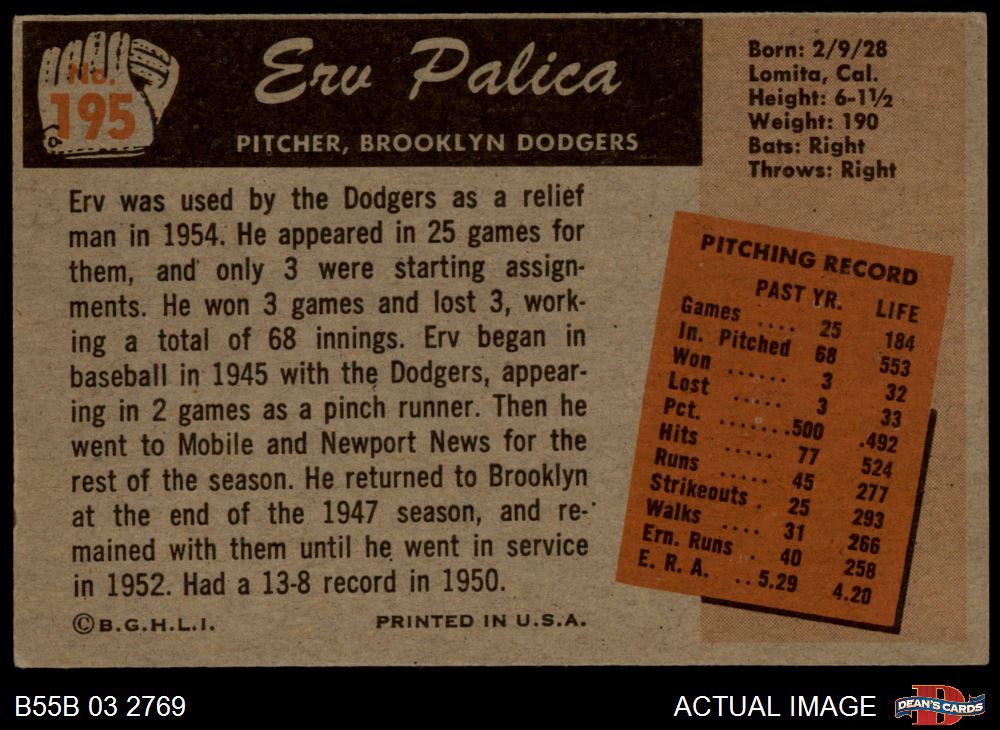 No.
195
Erv Palica
PITCHER, BROOKLYN DODGERS
Born: 2/9/28
Lomita, Cal.
Height: 6-1½
Weight: 190
Bats: Right
Throws: Right
Erv was used by the Dodgers as a relief
man in 1954. He appeared in 25 games for
them, and only 3 were starting assign-
ments. He won 3 games and lost 3, work-
ing a total of 68 innings. Erv began in
baseball in 1945 with the Dodgers, appear-
ing in 2 games as a pinch runner. Then he
went to Mobile and Newport News for the
rest of the season. He returned to Brooklyn
at the end of the 1947 season, and re-
mained with them until he went in service
in 1952. Had a 13-8 record in 1950.
PITCHING RECORD
PAST YR. LIFE
Games .... 25 184
In. Pitched 68 553
Won ...... 3 32
Lost ..... 3 33
Pct. .......500 .492
Hits ..... 77 524
Runs ..... 45 277
Strikeouts . 25 293
Walks .... 31 266
Ern. Runs . 40 258
E. R. A. ..5.29 4.20
©B.G.H.L.I. PRINTED IN U.S.A.
B55B 03 2769 ACTUAL IMAGE DEAN'S CARDS